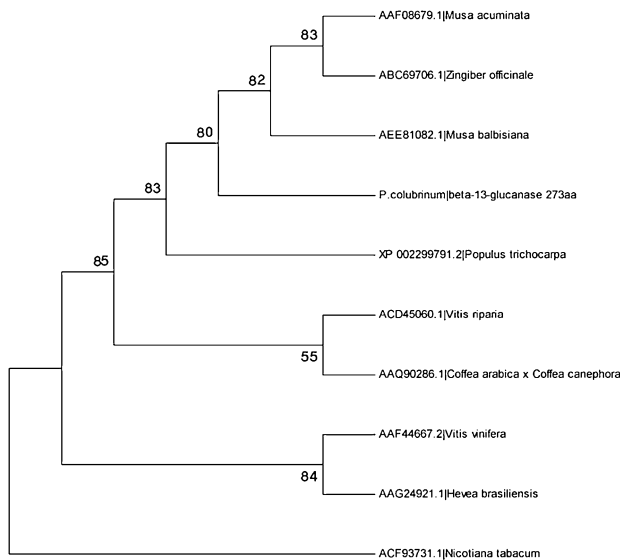 AAF08679.1|Musa acuminata
83
ABC69706.1|Zingiber officinale
82
AEE81082.1|Musa balbisiana
80
P.colubrinum|beta-13-glucanase 273aa
83
XP 002299791.2|Populus trichocarpa
85
ACD45060.1|Vitis riparia
55
AAQ90286.1|Coffea arabica x Coffea canephora
AAF44667.2|Vitis vinifera
84
AAG24921.1|Hevea brasiliensis
ACF93731.1|Nicotiana tabacum